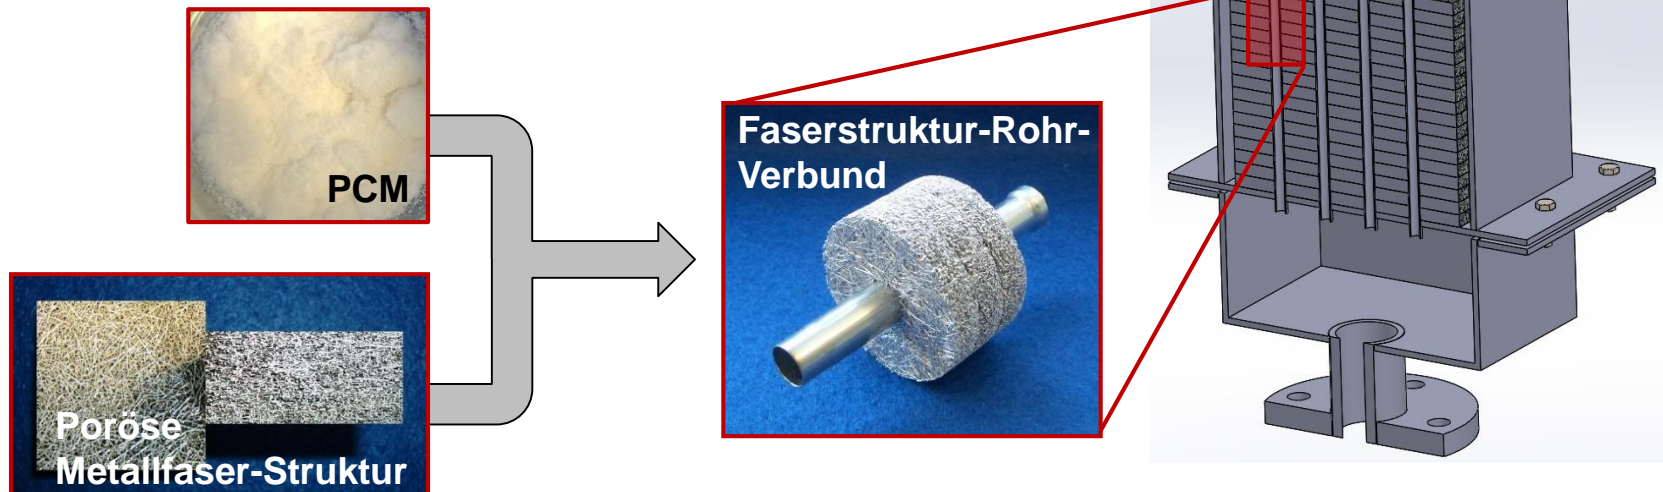 PCM
Faserstruktur-Rohr-
Verbund
Poröse
Metallfaser-Struktur